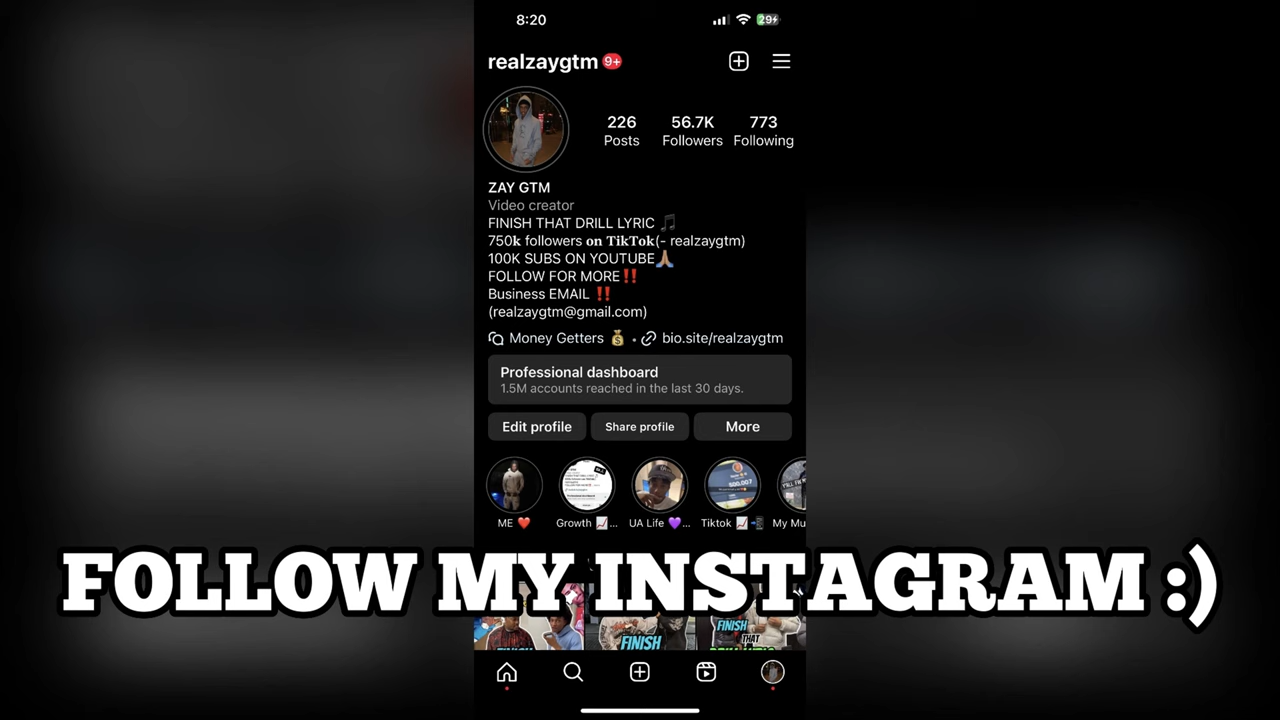 8:20
29
realzaygtm 9+
226 56.7K 773
Posts Followers Following
ZAY GTM
Video creator
FINISH THAT DRILL LYRIC 🎵
750k followers on TikTok(- realzaygtm)
100K SUBS ON YOUTUBE🙏🏽
FOLLOW FOR MORE‼️
Business EMAIL ‼️
(realzaygtm@gmail.com)
Money Getters 💰 · bio.site/realzaygtm
Professional dashboard
1.5M accounts reached in the last 30 days.
Edit profile Share profile More
ME ❤️ Growth 📈... UA Life 💜... Tiktok 📈📲 My Mu
FOLLOW MY INSTAGRAM :)
FINISH FINISH
THAT